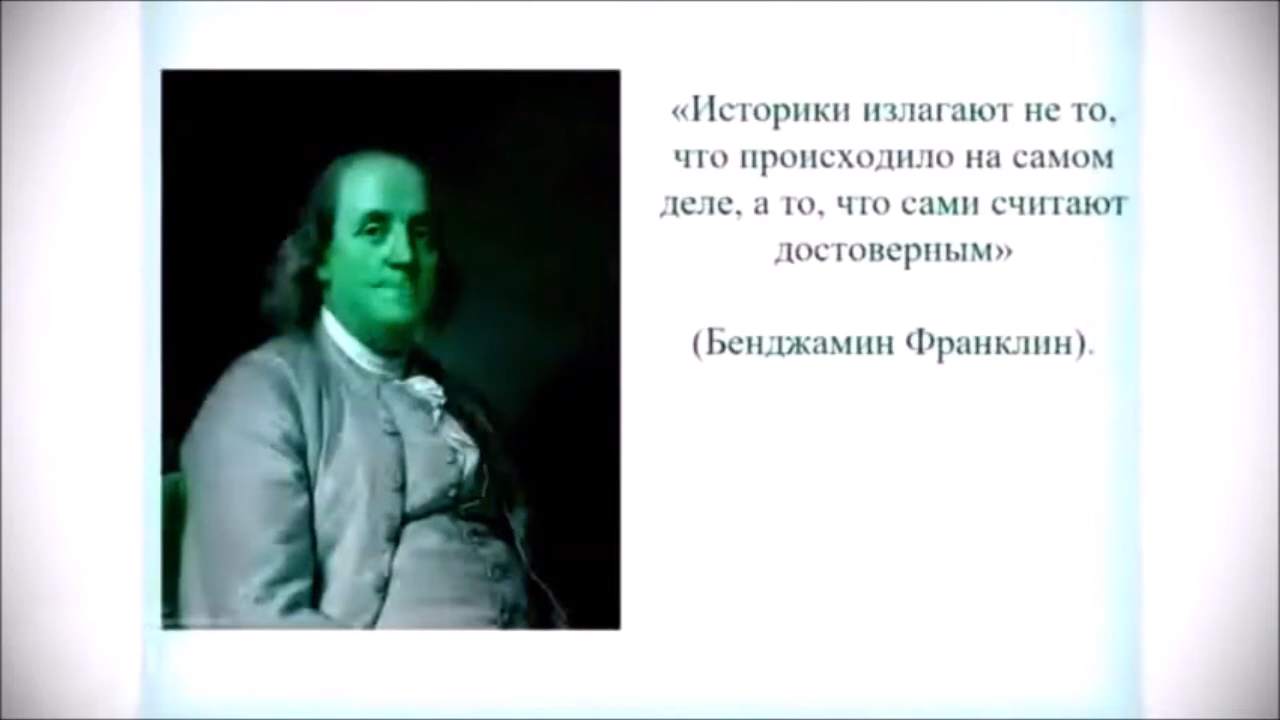 «Историки излагают не то,
что происходило на самом
деле, а то, что сами считают
достоверным»
(Бенджамин Франклин).